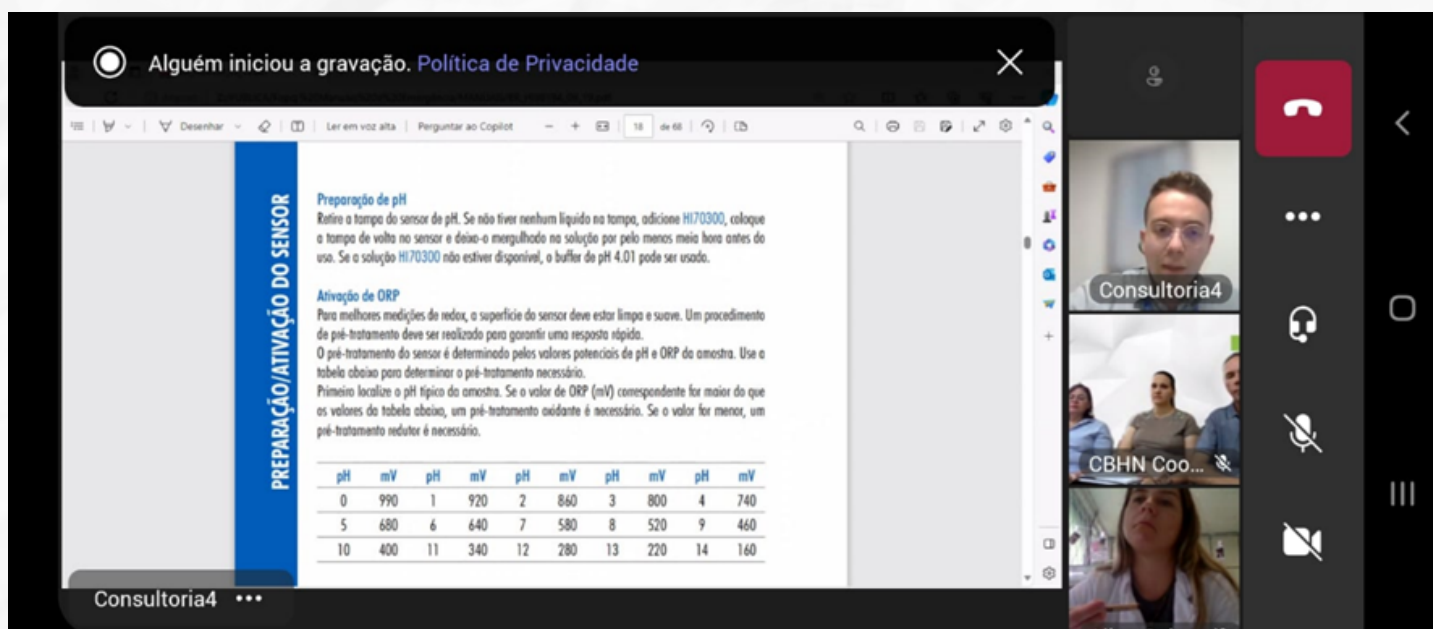 Alguém iniciou a gravação. Política de Privacidade
Desenhar
Ler em voz alta
Perguntar ao Copilot
18 de 68
PREPARAÇÃO/ATIVAÇÃO DO SENSOR
Preparação de pH
Retire a tampa do sensor de pH. Se não tiver nenhum líquido na tampa, adicione HI70300, coloque
a tampa de volta no sensor e deixe-o mergulhado na solução por pelo menos meia hora antes do
uso. Se a solução HI70300 não estiver disponível, o buffer de pH 4.01 pode ser usado.
Ativação de ORP
Para melhores medições de redox, a superfície do sensor deve estar limpa e suave. Um procedimento
de pré-tratamento deve ser realizado para garantir uma resposta rápida.
O pré-tratamento do sensor é determinado pelos valores potenciais de pH e ORP da amostra. Use a
tabela abaixo para determinar o pré-tratamento necessário.
Primeiro localize o pH típico da amostra. Se o valor de ORP (mV) correspondente for maior do que
os valores da tabela abaixo, um pré-tratamento oxidante é necessário. Se o valor for menor, um
pré-tratamento redutor é necessário.
pH mV pH mV pH mV pH mV pH mV
0 990 1 920 2 860 3 800 4 740
5 680 6 640 7 580 8 520 9 460
10 400 11 340 12 280 13 220 14 160
Consultoria4
Consultoria4
CBHN Coo...